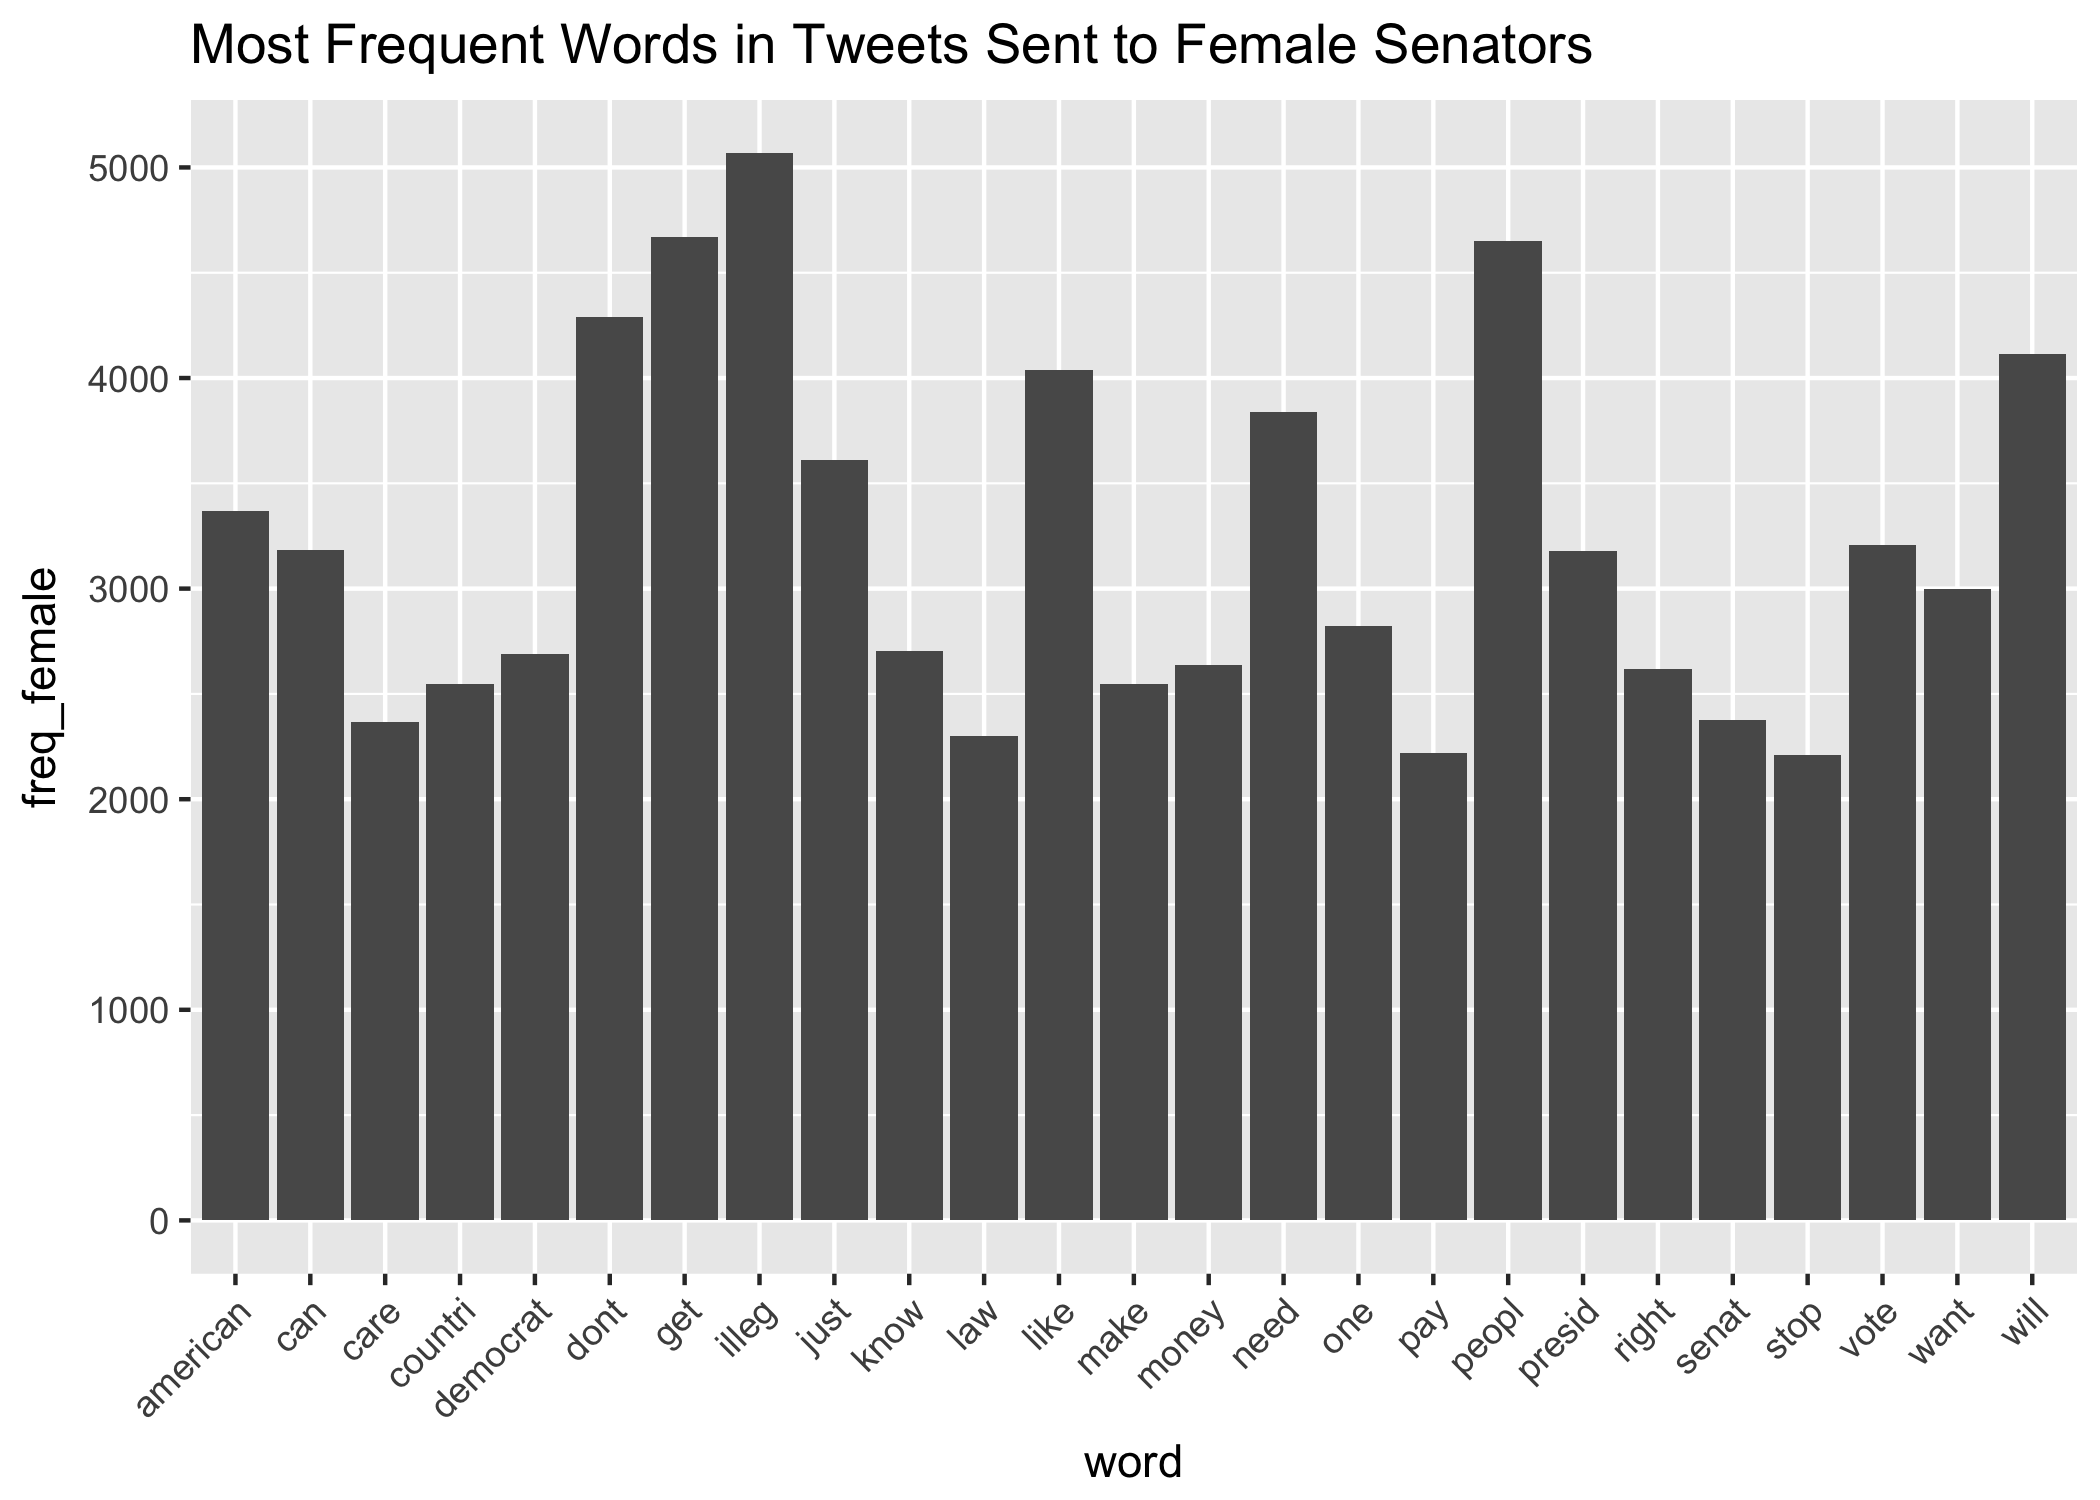 Most Frequent Words in Tweets Sent to Female Senators
freq_female
5000
4000
3000
2000
1000
0
american
can
care
countri
democrat
dont
get
illeg
just
know
law
like
make
money
need
one
pay
peopl
presid
right
senat
stop
vote
want
will
word